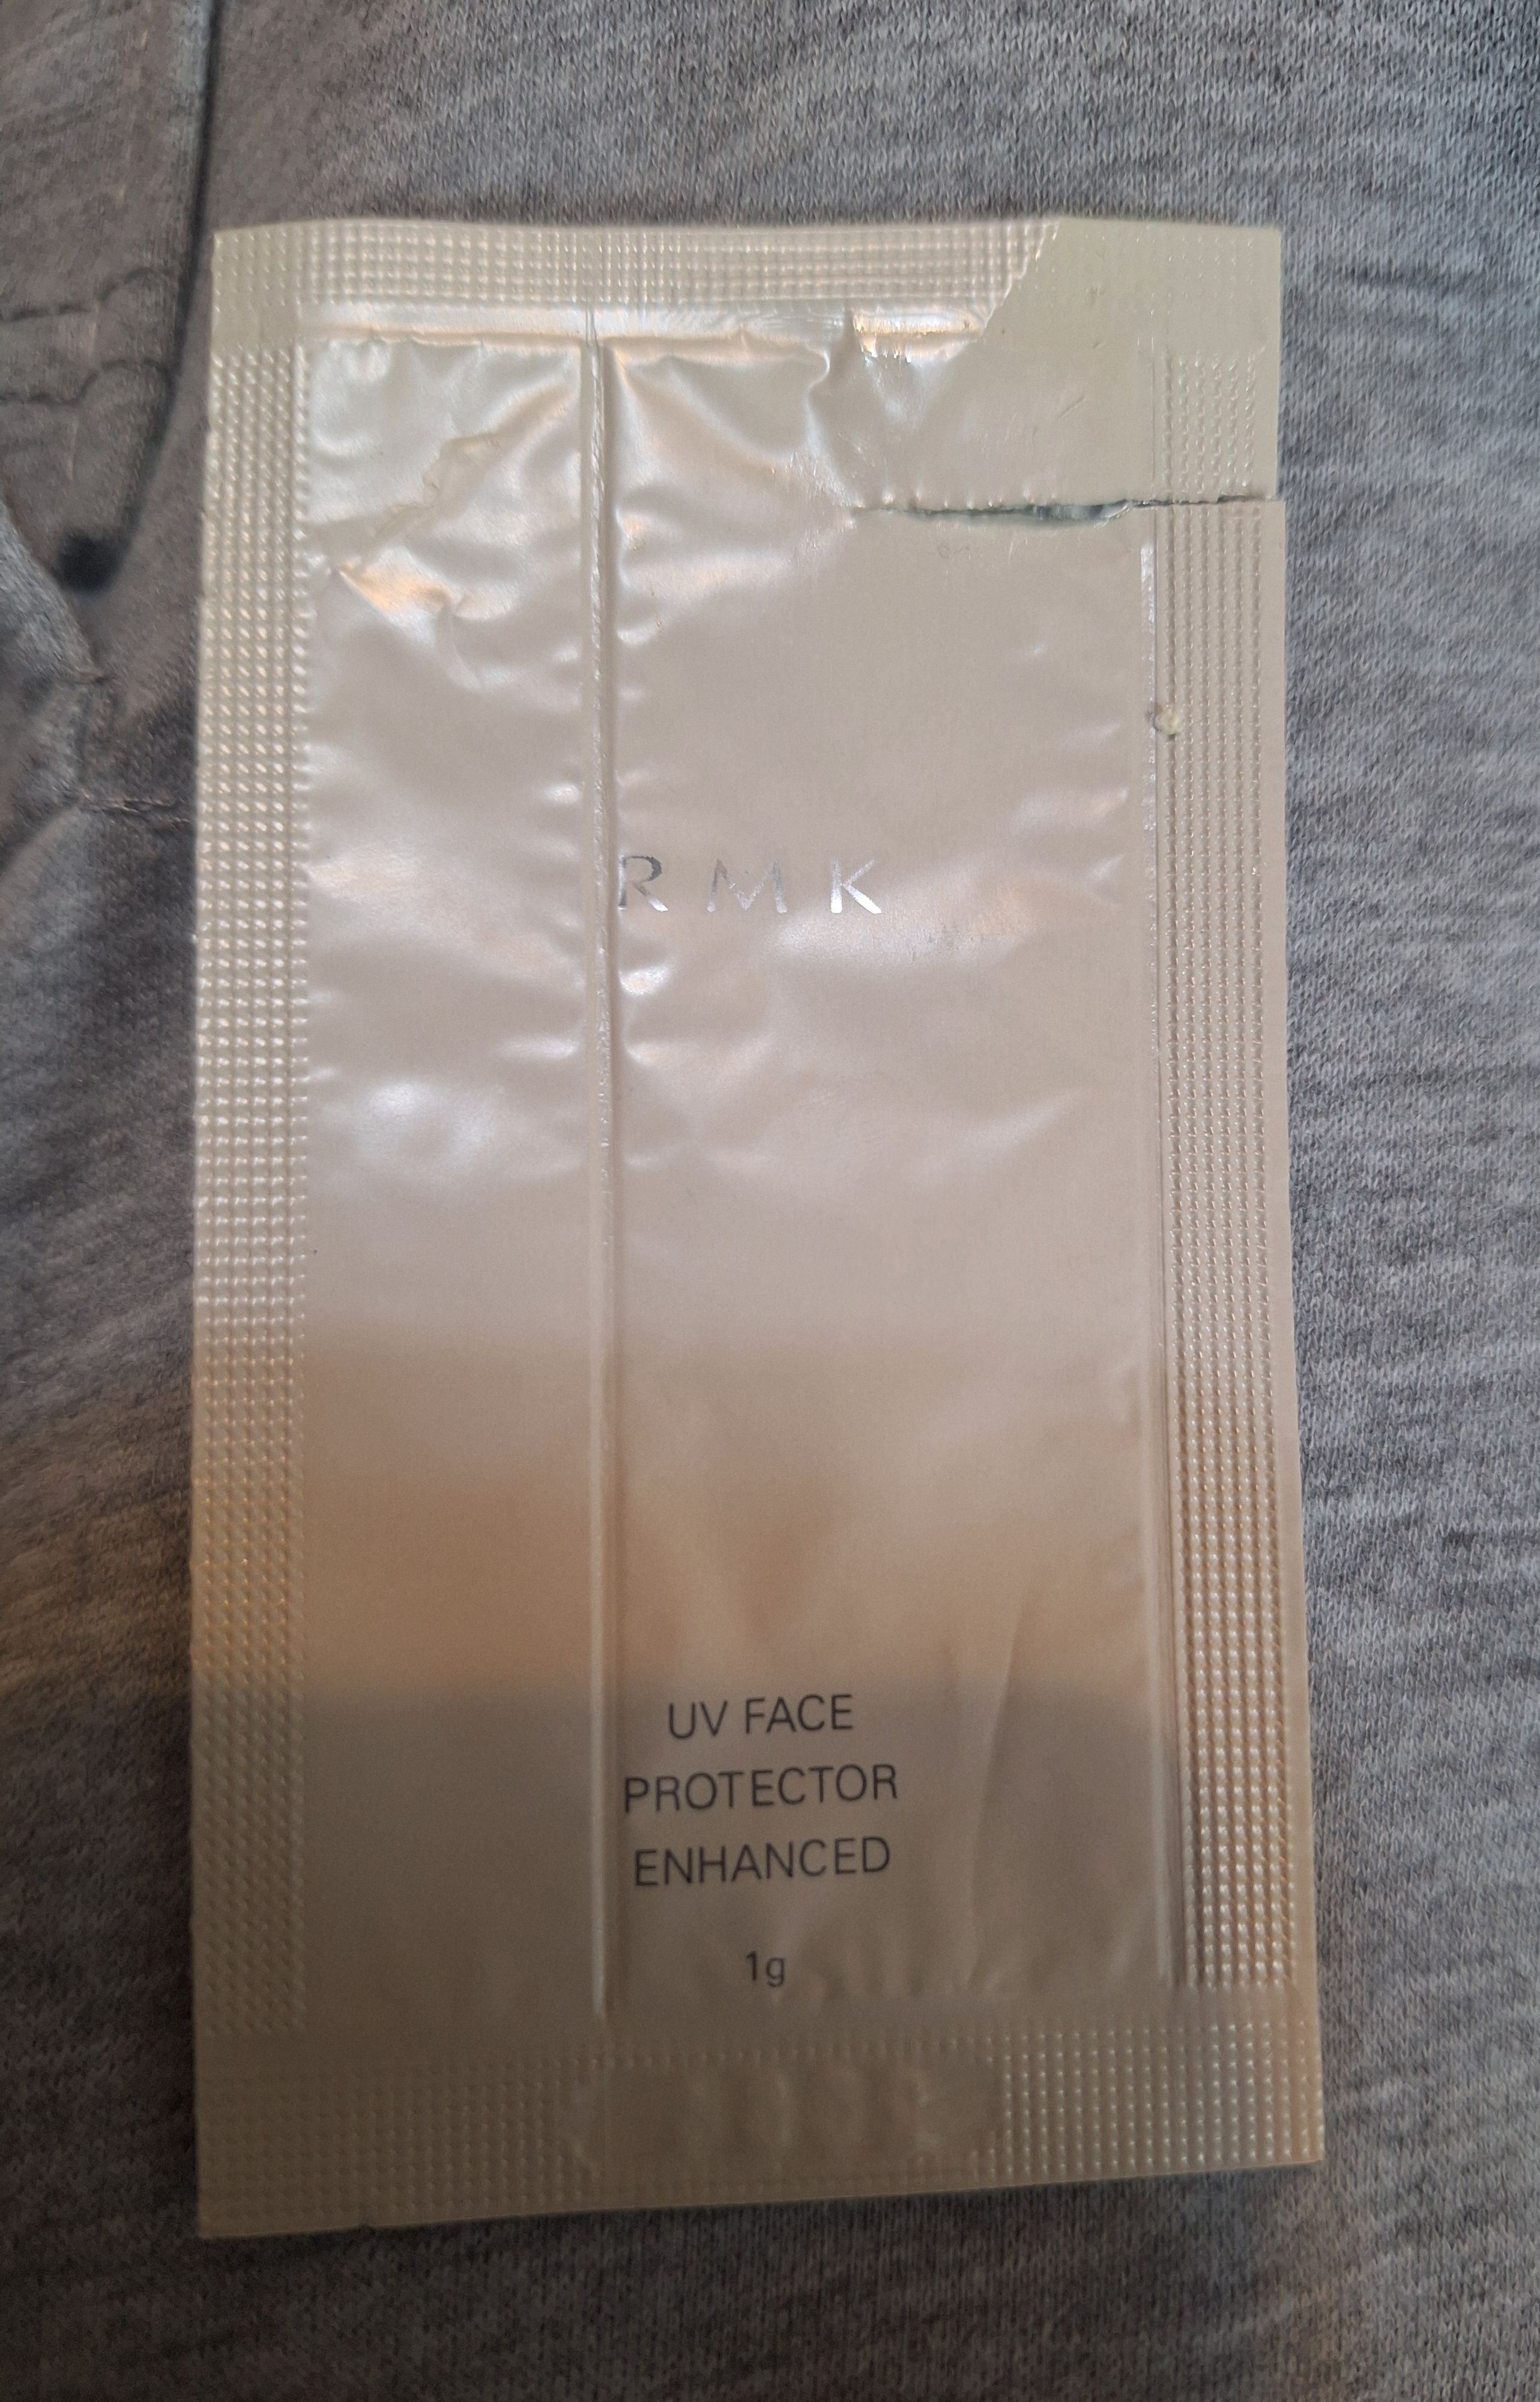 RMK
UV FACE
PROTECTOR
ENHANCED
1g